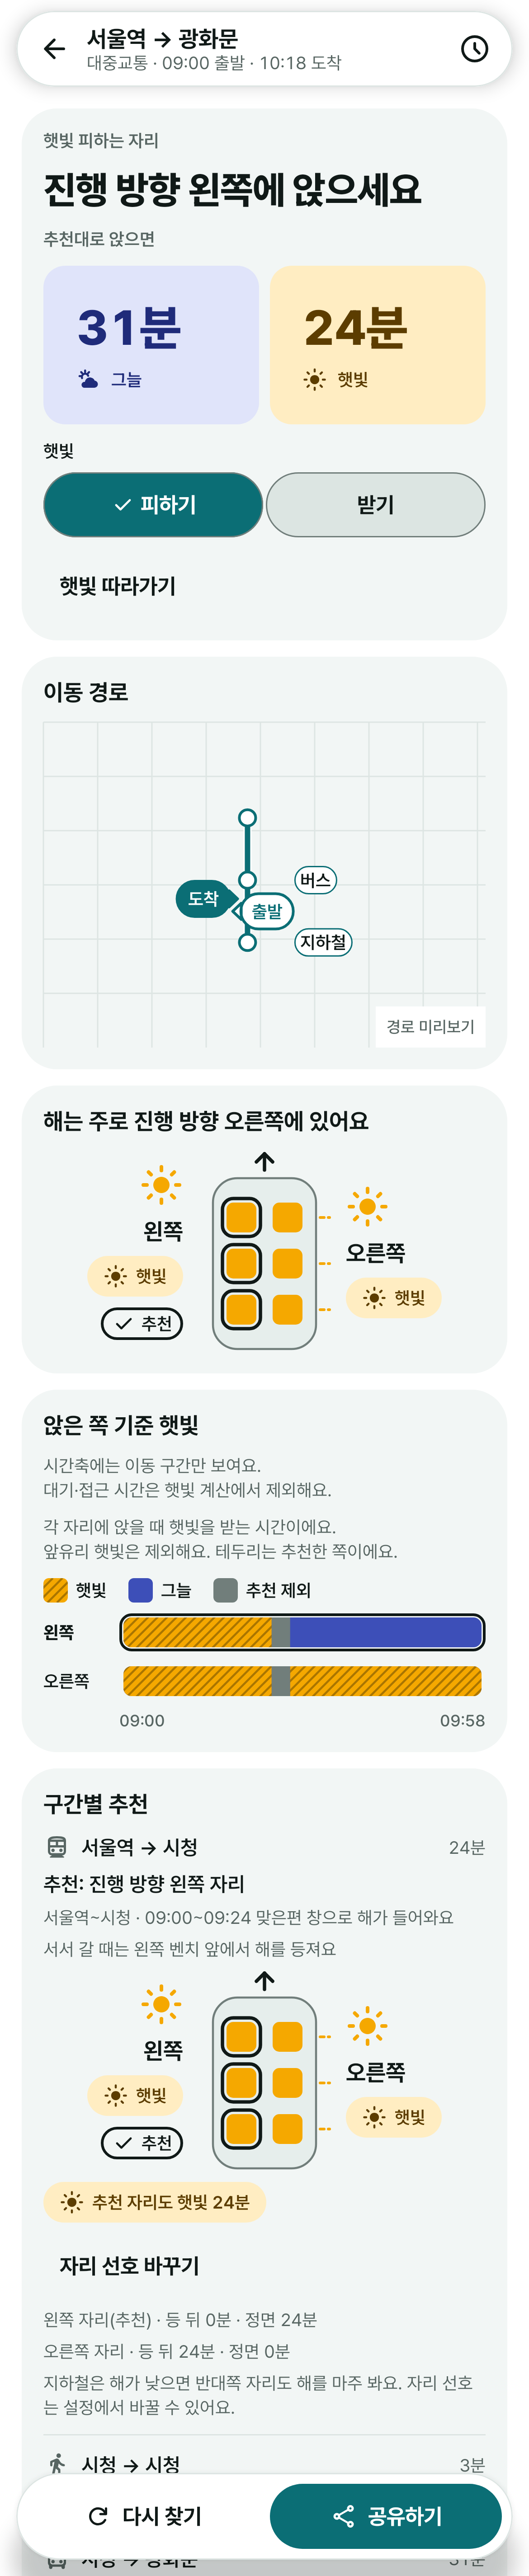 서울역 → 광화문
대중교통 · 09:00 출발 · 10:18 도착
햇빛 피하는 자리
진행 방향 왼쪽에 앉으세요
추천대로 앉으면
31분
그늘
24분
햇빛
햇빛
피하기
받기
햇빛 따라가기
이동 경로
버스
도착
출발
지하철
경로 미리보기
해는 주로 진행 방향 오른쪽에 있어요
왼쪽
햇빛
추천
오른쪽
햇빛
앉은 쪽 기준 햇빛
시간축에는 이동 구간만 보여요.
대기·접근 시간은 햇빛 계산에서 제외해요.
각 자리에 앉을 때 햇빛을 받는 시간이에요.
앞유리 햇빛은 제외해요. 테두리는 추천한 쪽이에요.
햇빛
그늘
추천 제외
왼쪽
오른쪽
09:00
09:58
구간별 추천
서울역 → 시청
24분
추천: 진행 방향 왼쪽 자리
서울역~시청 · 09:00~09:24 맞은편 창으로 해가 들어와요
서서 갈 때는 왼쪽 벤치 앞에서 해를 등져요
왼쪽
햇빛
추천
오른쪽
햇빛
추천 자리도 햇빛 24분
자리 선호 바꾸기
왼쪽 자리(추천) · 등 뒤 0분 · 정면 24분
오른쪽 자리 · 등 뒤 24분 · 정면 0분
지하철은 해가 낮으면 반대쪽 자리도 해를 마주 봐요. 자리 선호
는 설정에서 바꿀 수 있어요.
시청 → 시청
3분
다시 찾기
공유하기